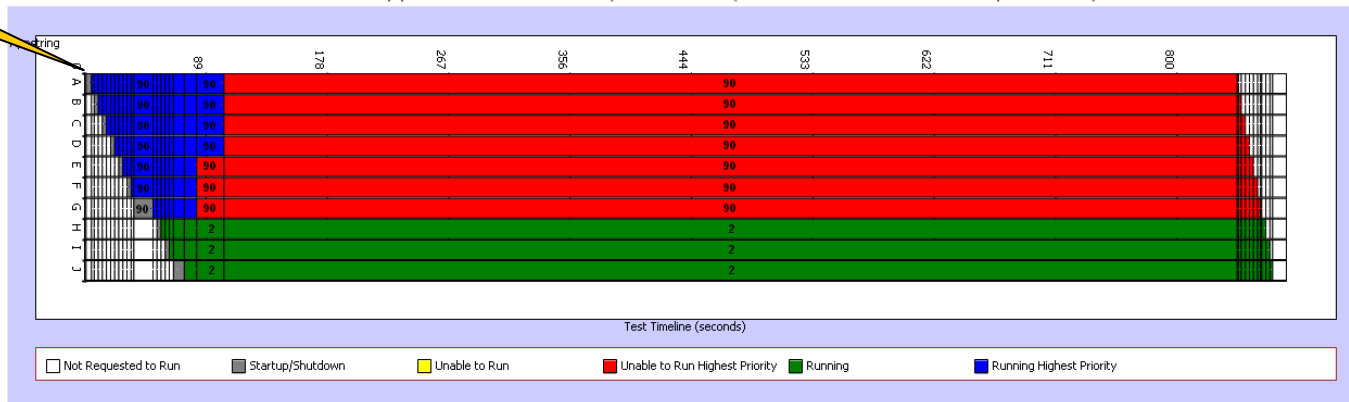 string
89 178 267 356 444 533 622 711 800
A 90 90 90
B 90 90 90
C 90 90 90
D 90 90 90
E 90 90 90
F 90 90 90
G 90 90 90
H 2 2
I 2 2
J 2 2
Test Timeline (seconds)
Not Requested to Run Startup/Shutdown Unable to Run Unable to Run Highest Priority Running Running Highest Priority